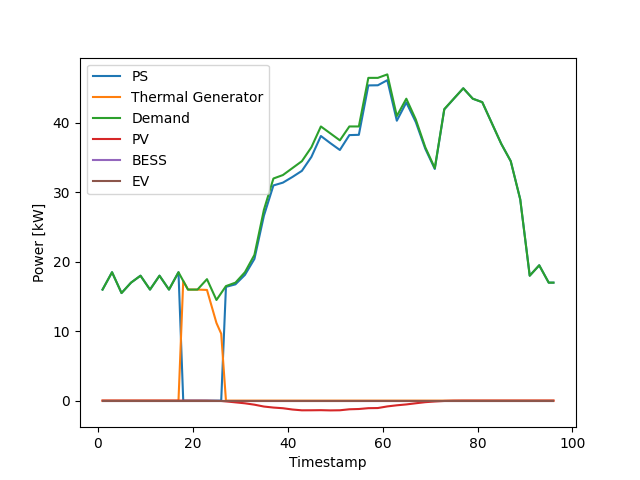 PS
Thermal Generator
Demand
PV
BESS
EV
Power [kW]
40
30
20
10
0
0 20 40 60 80 100
Timestamp